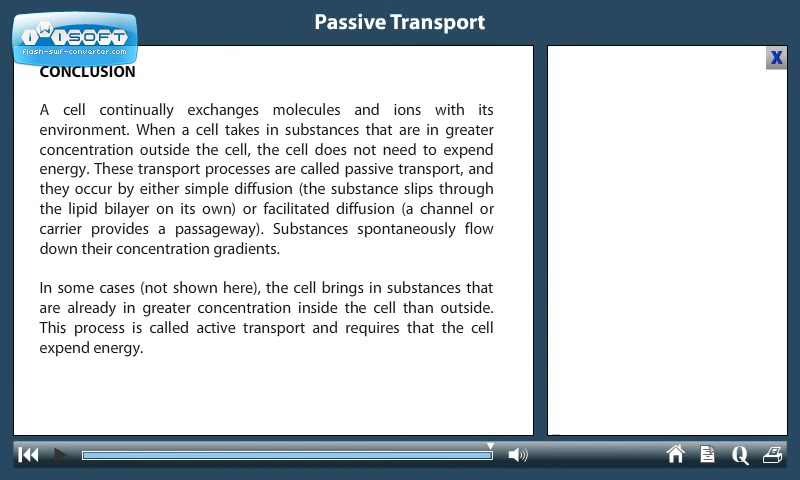 Passive Transport
iWiSOFT
flash-swf-converter.com
X
CONCLUSION
A cell continually exchanges molecules and ions with its
environment. When a cell takes in substances that are in greater
concentration outside the cell, the cell does not need to expend
energy. These transport processes are called passive transport, and
they occur by either simple diffusion (the substance slips through
the lipid bilayer on its own) or facilitated diffusion (a channel or
carrier provides a passageway). Substances spontaneously flow
down their concentration gradients.
In some cases (not shown here), the cell brings in substances that
are already in greater concentration inside the cell than outside.
This process is called active transport and requires that the cell
expend energy.
Q